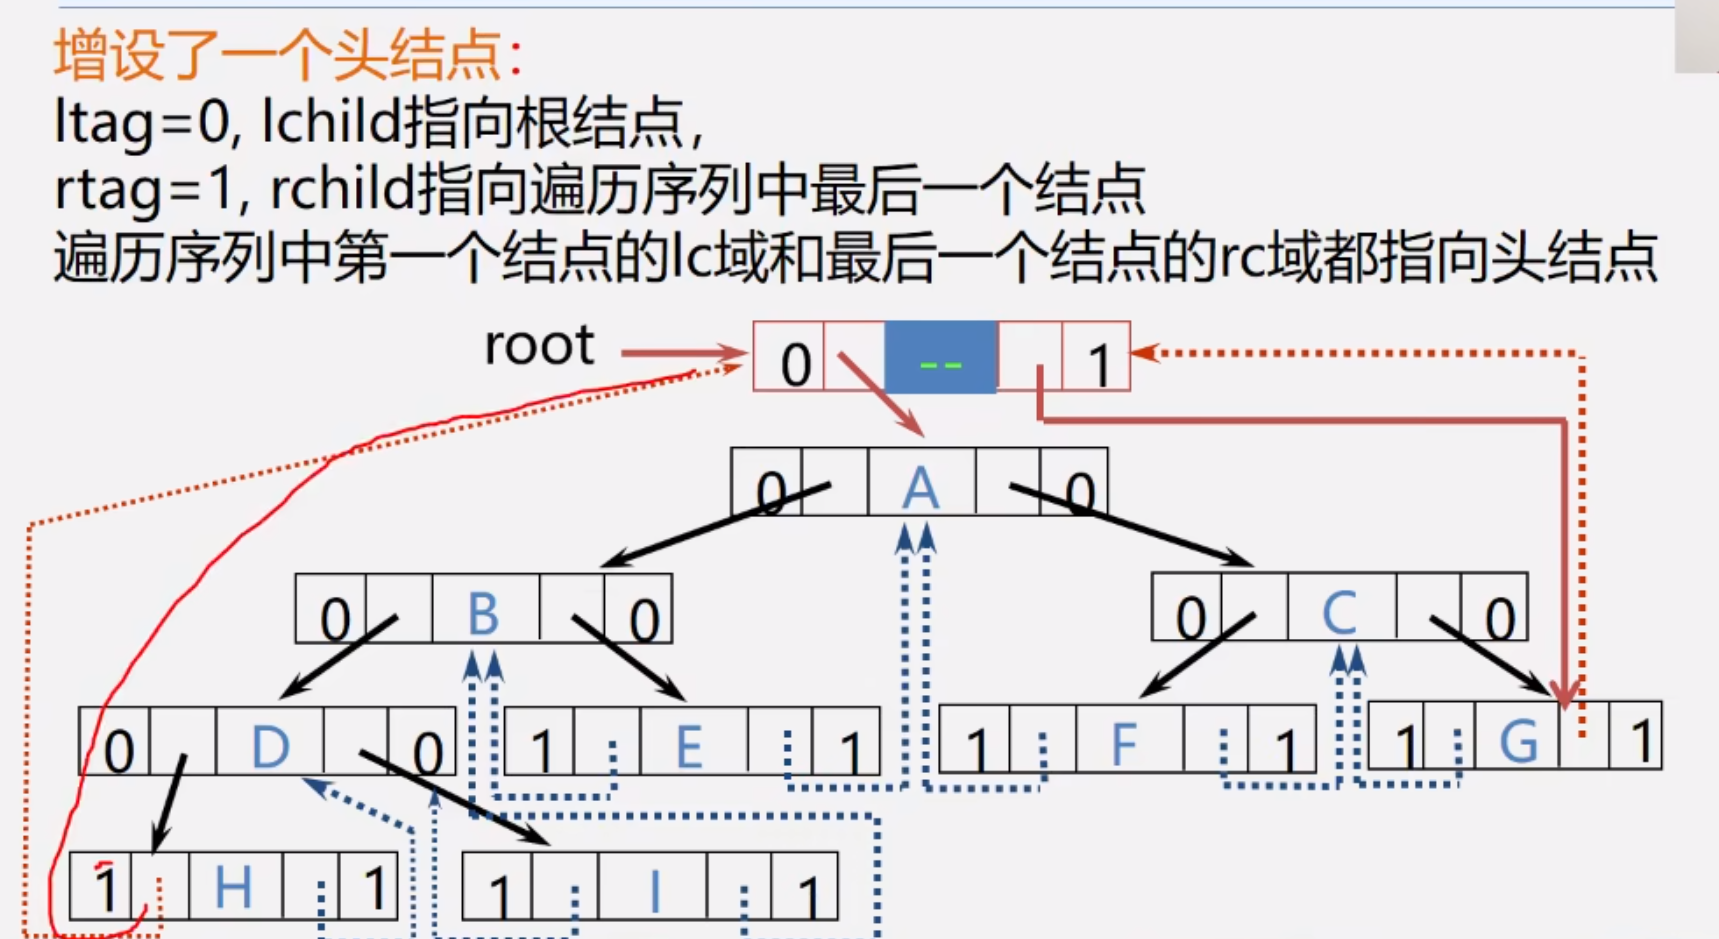 增设了一个头结点：
ltag=0, lchild指向根结点，
rtag=1, rchild指向遍历序列中最后一个结点
遍历序列中第一个结点的lc域和最后一个结点的rc域都指向头结点
root 0 -- 1
0 A 0
0 B 0 0 C 0
0 D 0 1 E 1 1 F 1 1 G 1
1 H 1 1 I 1